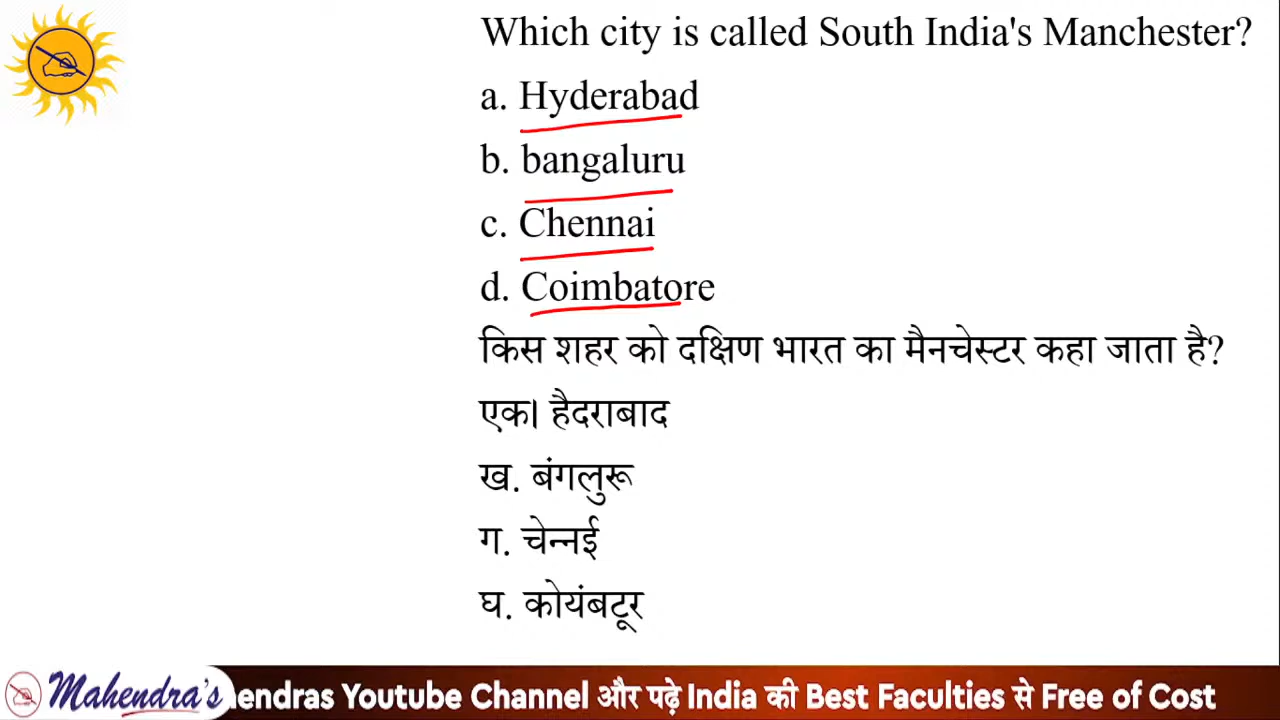 Which city is called South India's Manchester?
a. Hyderabad
b. bangaluru
c. Chennai
d. Coimbatore
किस शहर को दक्षिण भारत का मैनचेस्टर कहा जाता है?
एक। हैदराबाद
ख. बंगलुरू
ग. चेन्नई
घ. कोयंबटूर
Mahendra's endras Youtube Channel और पढ़े India की Best Faculties से Free of Cost